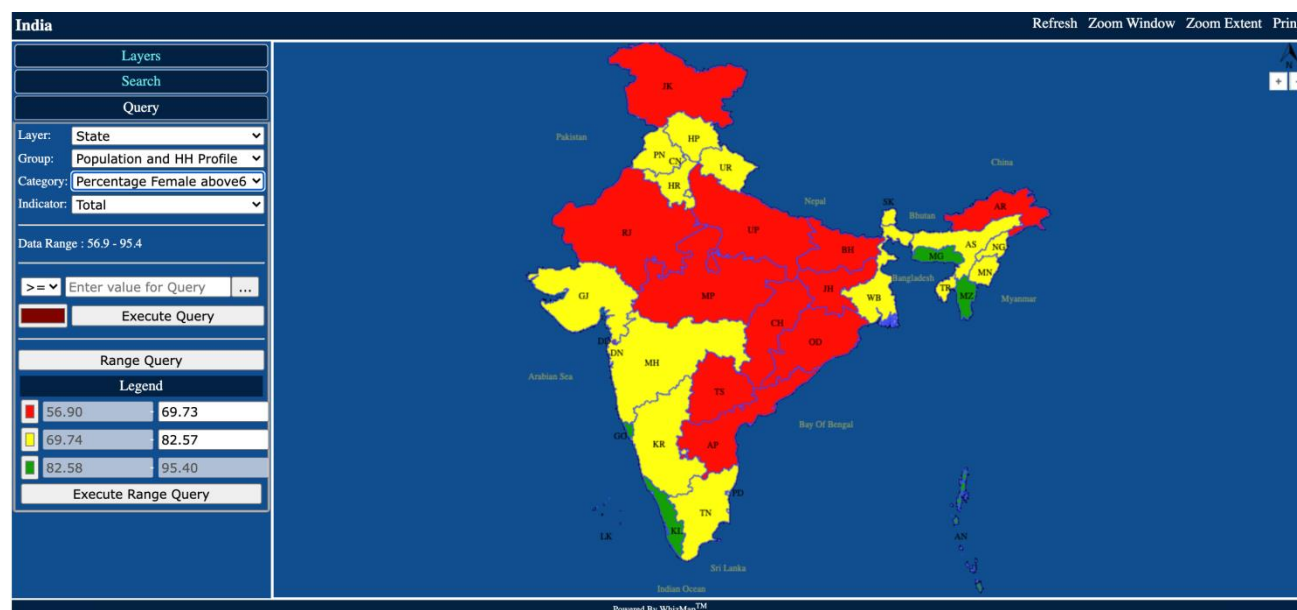 India
Refresh Zoom Window Zoom Extent Prin
Layers
Search
Query
Layer: State
Group: Population and HH Profile
Category: Percentage Female above6
Indicator: Total
Data Range : 56.9 - 95.4
>= Enter value for Query ...
Execute Query
Range Query
Legend
56.90 - 69.73
69.74 - 82.57
82.58 - 95.40
Execute Range Query
N
+
JK
Pakistan
HP
PN
CN
UR
China
HR
Nepal
SK
AR
Bhutan
RJ
UP
AS
NG
BH
MG
Bangladesh
MN
JH
TR
MZ
Myanmar
GJ
MP
WB
CH
OD
DD
DN
MH
Arabian Sea
TS
Bay Of Bengal
GO
KR
AP
PD
TN
LK
KL
AN
Sri Lanka
Indian Ocean
Powered By WhizMap™